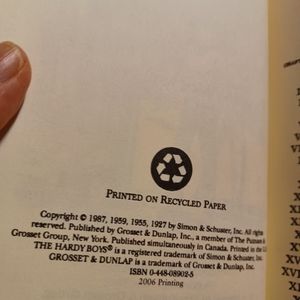 PRINTED ON RECYCLED PAPER
Copyright © 1987, 1959, 1955, 1927 by Simon & Schuster, Inc. All rights
reserved. Published by Grosset & Dunlap, Inc., a member of The Putnam &
Grosset Group, New York. Published simultaneously in Canada. Printed in the U.
THE HARDY BOYS® is a registered trademark of Simon & Schuster, Inc.
GROSSET & DUNLAP is a trademark of Grosset & Dunlap, Inc.
ISBN 0-448-08902-5
2006 Printing